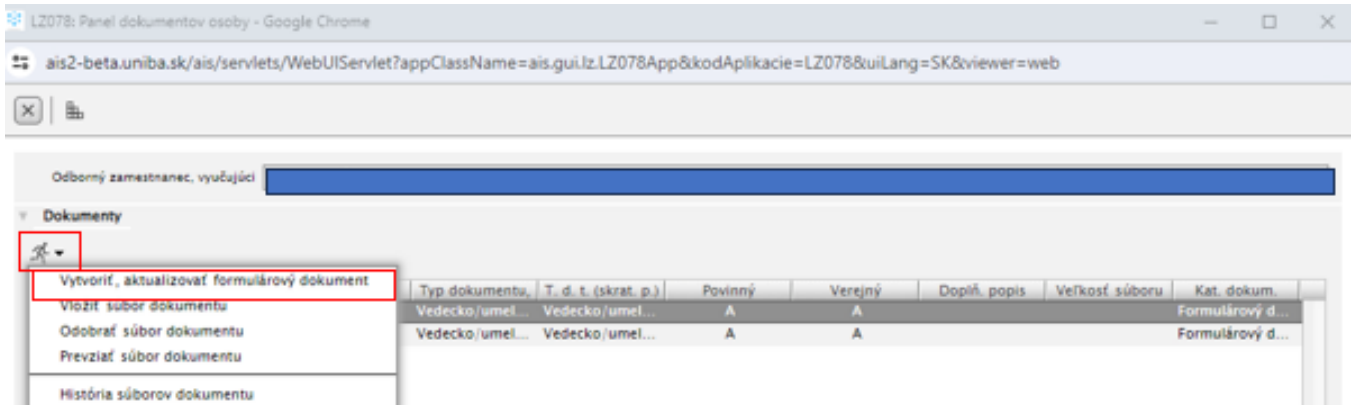 LZ078: Panel dokumentov osoby - Google Chrome
ais2-beta.uniba.sk/ais/servlets/WebUIServlet?appClassName=ais.gui.lz.LZ078App&kodAplikacie=LZ078&uiLang=SK&viewer=web
Odborný zamestnanec, vyučujúci
Dokumenty
Vytvoriť, aktualizovať formulárový dokument
Typ dokumentu, T. d. t. (skrat. p.) Povinný Verejný Doplň. popis Veľkosť súboru Kat. dokum.
Vložiť súbor dokumentu
Vedecko/umel... Vedecko/umel... A A Formulárový d...
Odobrať súbor dokumentu
Vedecko/umel... Vedecko/umel... A A Formulárový d...
Prevziať súbor dokumentu
História súborov dokumentu